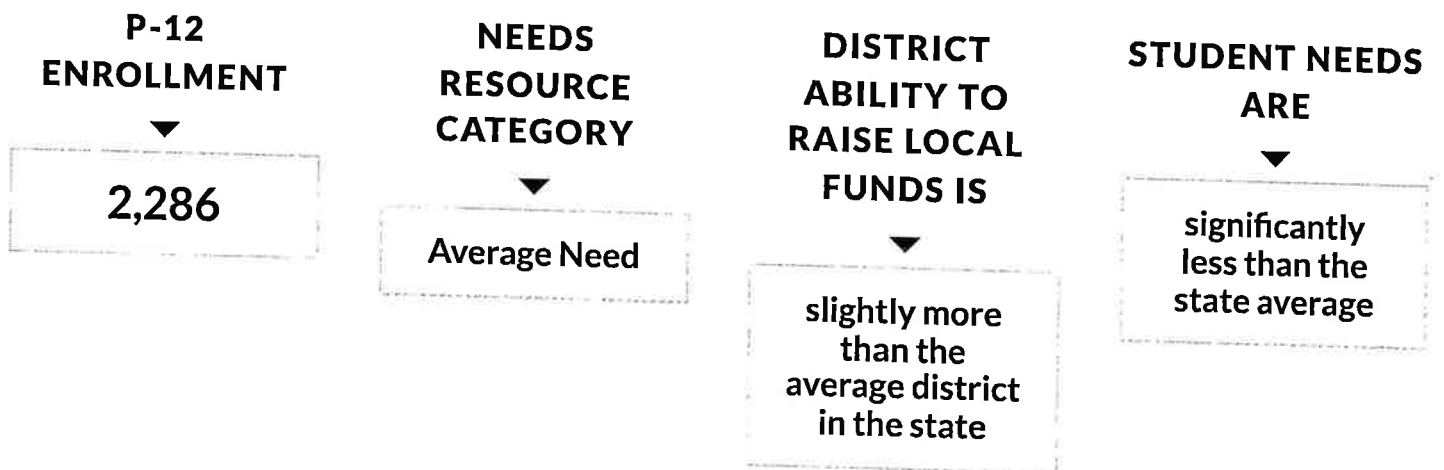 P-12
ENROLLMENT
2,286
NEEDS
RESOURCE
CATEGORY
Average Need
DISTRICT
ABILITY TO
RAISE LOCAL
FUNDS IS
slightly more
than the
average district
in the state
STUDENT NEEDS
ARE
significantly
less than the
state average